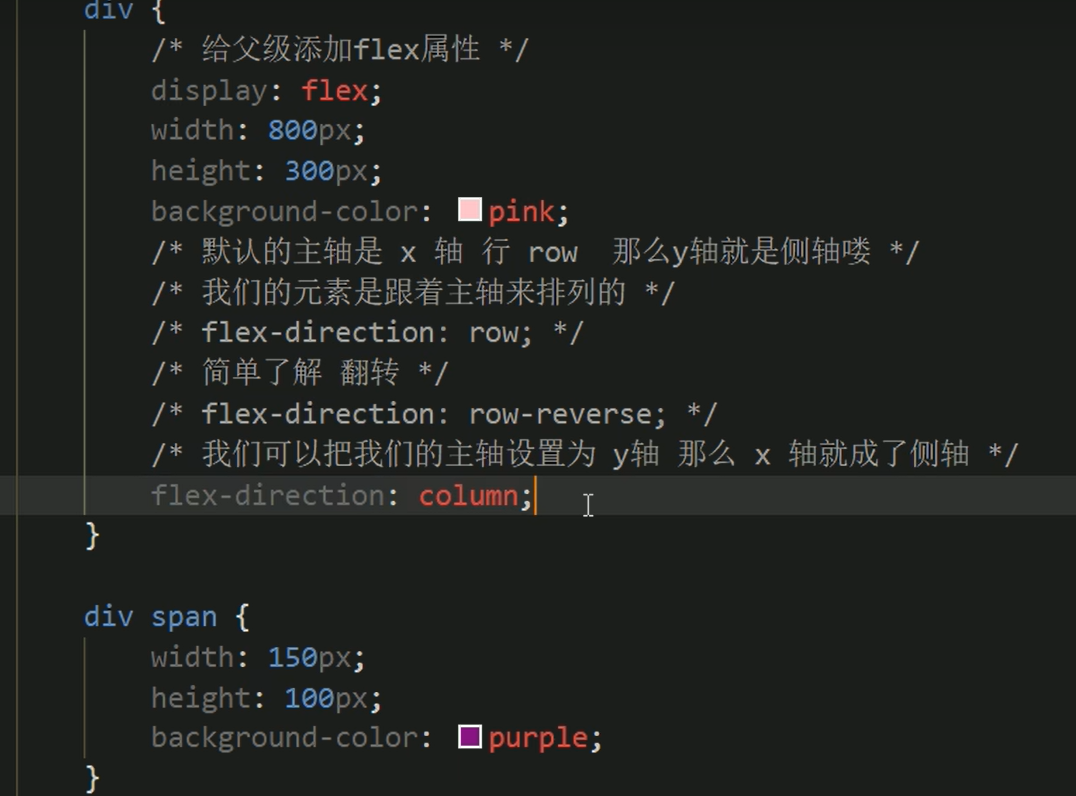 div {
/* 给父级添加flex属性 */
display: flex;
width: 800px;
height: 300px;
background-color: pink;
/* 默认的主轴是 x 轴 行 row  那么y轴就是侧轴喽 */
/* 我们的元素是跟着主轴来排列的 */
/* flex-direction: row; */
/* 简单了解 翻转 */
/* flex-direction: row-reverse; */
/* 我们可以把我们的主轴设置为 y轴 那么 x 轴就成了侧轴 */
flex-direction: column;
}
div span {
width: 150px;
height: 100px;
background-color: purple;
}